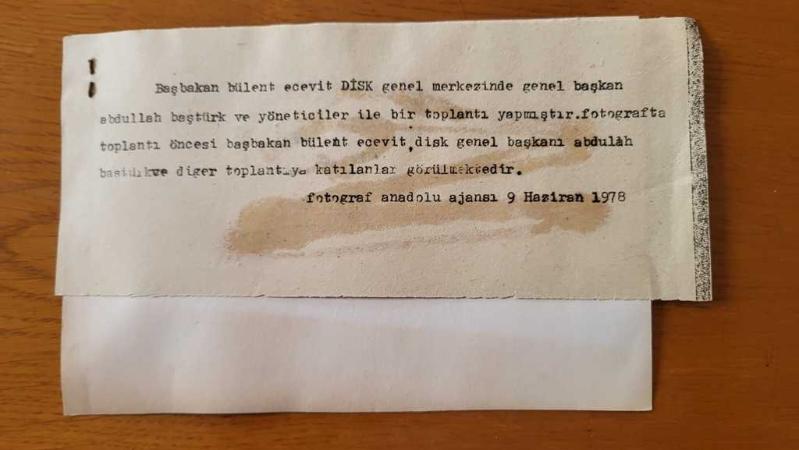 Başbakan bülent ecevit DİSK genel merkezinde genel başkan
abdullah baştürk ve yöneticiler ile bir toplantı yapmıştır.fotografta
toplantı öncesi başbakan bülent ecevit,disk genel başkanı abdullah
baştürkve diger toplantıya katılanlar görülmektedir.
fotograf anadolu ajansı 9 Haziran 1978